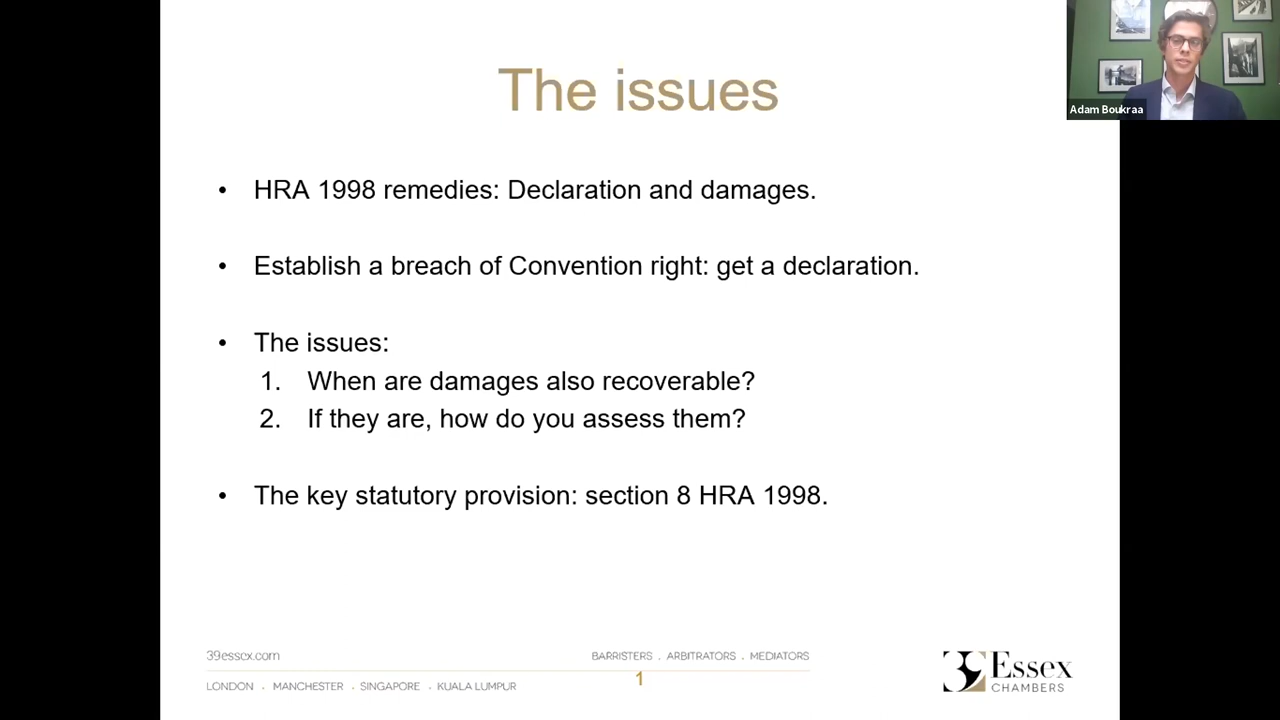 Adam Boukraa
The issues
• HRA 1998 remedies: Declaration and damages.
• Establish a breach of Convention right: get a declaration.
• The issues:
1. When are damages also recoverable?
2. If they are, how do you assess them?
• The key statutory provision: section 8 HRA 1998.
39essex.com
BARRISTERS . ARBITRATORS . MEDIATORS
LONDON . MANCHESTER . SINGAPORE . KUALA LUMPUR
1
39 Essex
CHAMBERS